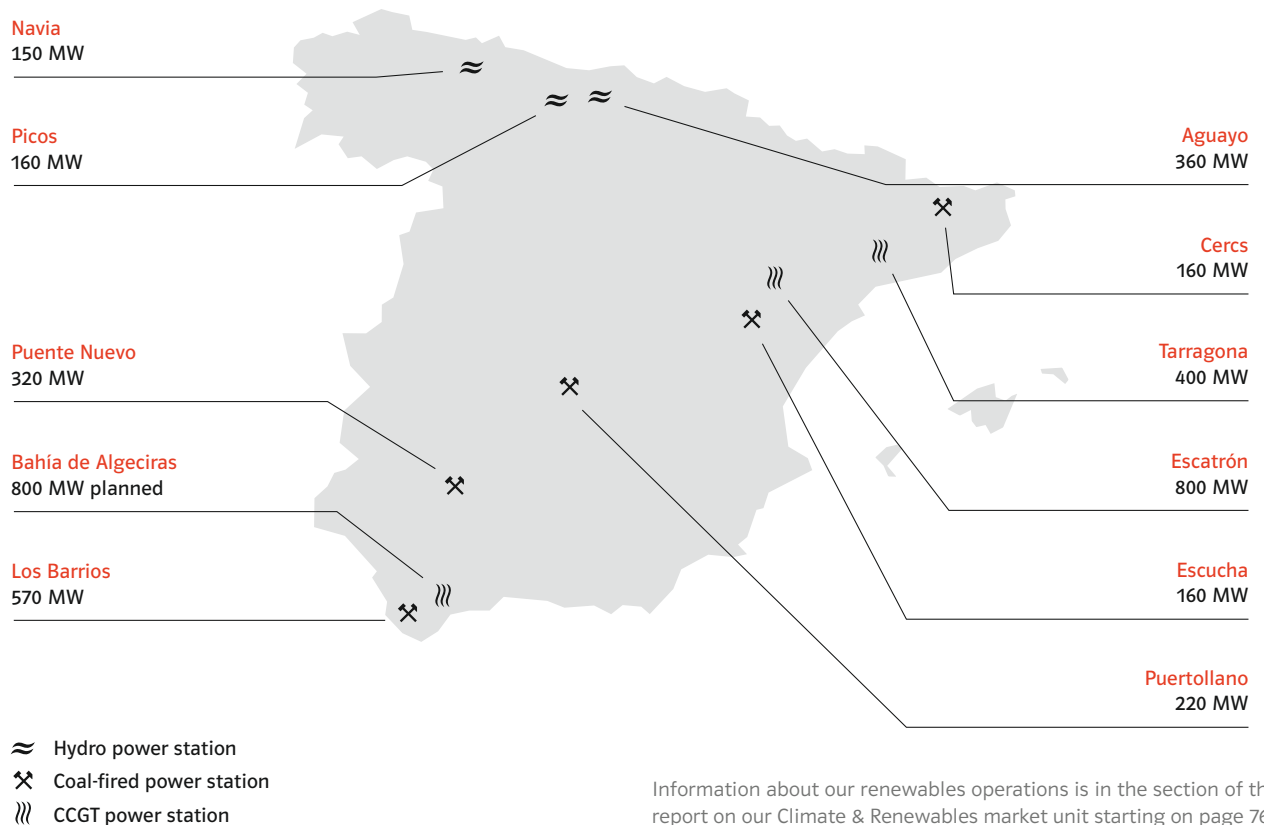 Navia
150 MW
Picos
160 MW
Puente Nuevo
320 MW
Bahía de Algeciras
800 MW planned
Los Barrios
570 MW
Aguayo
360 MW
Cercs
160 MW
Tarragona
400 MW
Escatrón
800 MW
Escucha
160 MW
Puertollano
220 MW
Hydro power station
Coal-fired power station
CCGT power station
Information about our renewables operations is in the section of th
report on our Climate & Renewables market unit starting on page 76